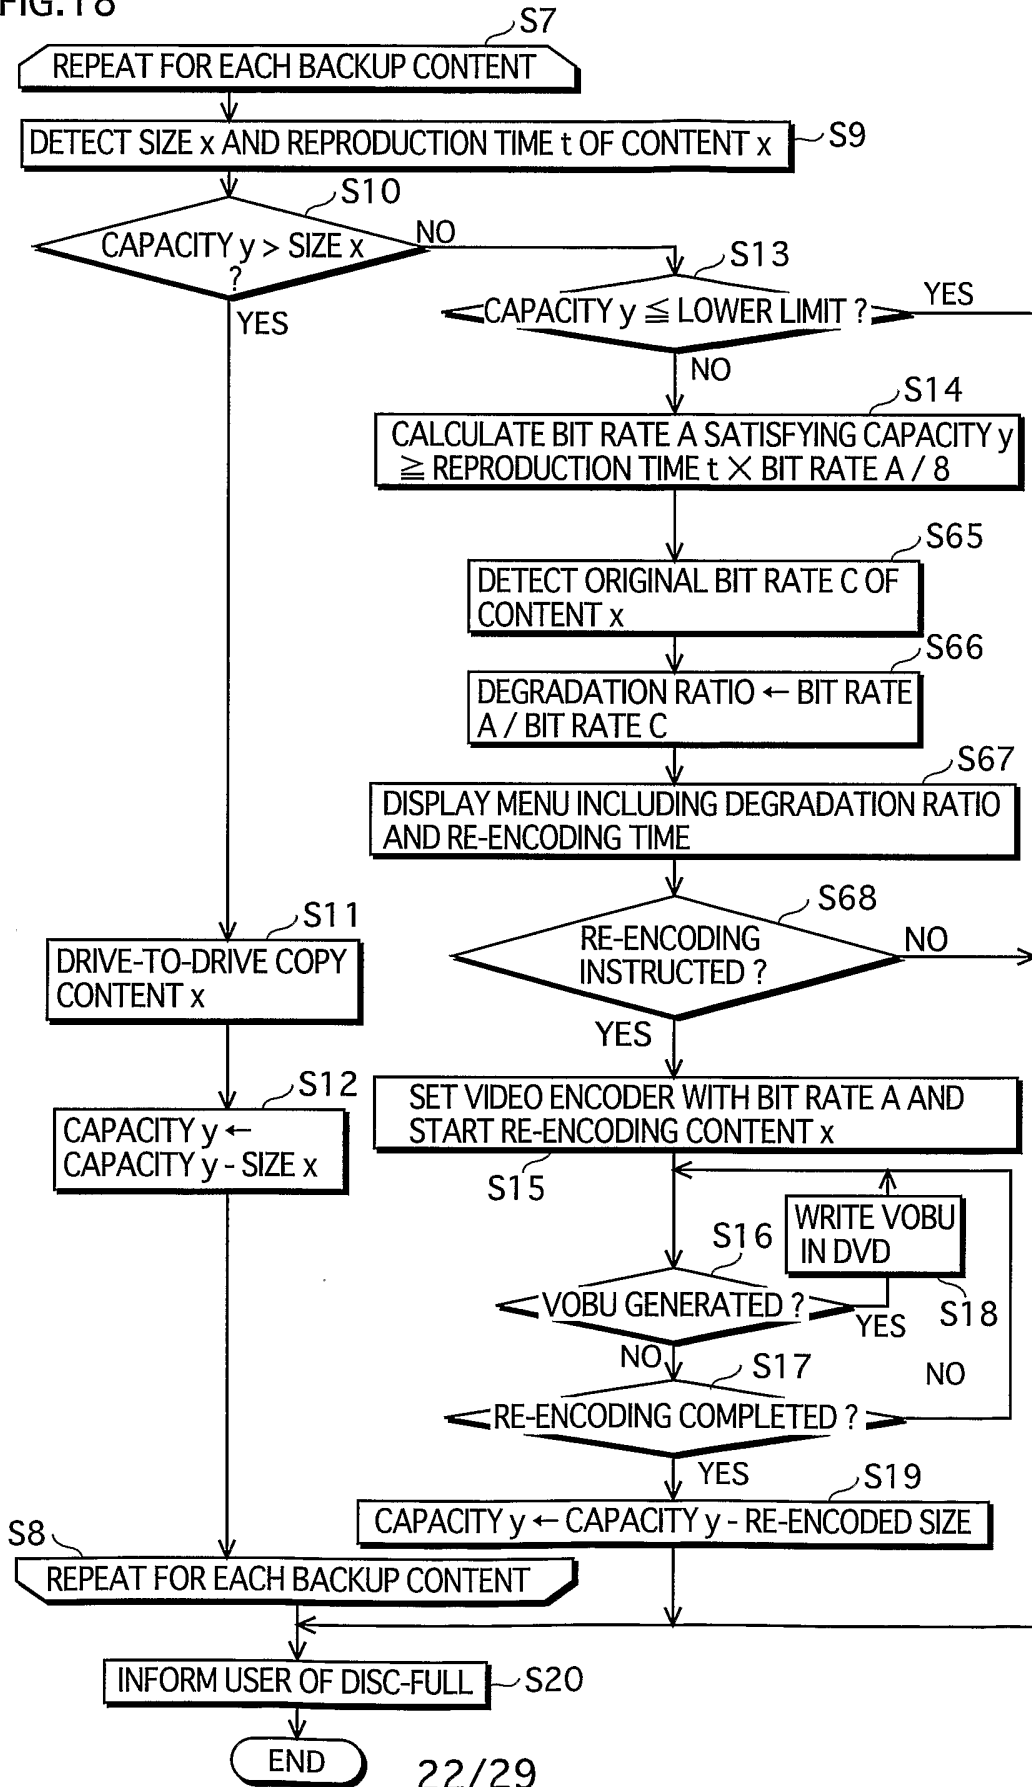 FIG.18
S7
REPEAT FOR EACH BACKUP CONTENT
DETECT SIZE x AND REPRODUCTION TIME t OF CONTENT x
S9
S10
CAPACITY y > SIZE x
?
NO
YES
S13
CAPACITY y ≦ LOWER LIMIT ?
YES
NO
S14
CALCULATE BIT RATE A SATISFYING CAPACITY y
≧ REPRODUCTION TIME t × BIT RATE A / 8
S65
DETECT ORIGINAL BIT RATE C OF
CONTENT x
S66
DEGRADATION RATIO ← BIT RATE
A / BIT RATE C
S67
DISPLAY MENU INCLUDING DEGRADATION RATIO
AND RE-ENCODING TIME
S68
RE-ENCODING
INSTRUCTED ?
NO
YES
S11
DRIVE-TO-DRIVE COPY
CONTENT x
S12
CAPACITY y ←
CAPACITY y - SIZE x
SET VIDEO ENCODER WITH BIT RATE A AND
START RE-ENCODING CONTENT x
S15
WRITE VOBU
IN DVD
S18
S16
VOBU GENERATED ?
YES
NO
S17
RE-ENCODING COMPLETED ?
NO
YES
S19
CAPACITY y ← CAPACITY y - RE-ENCODED SIZE
S8
REPEAT FOR EACH BACKUP CONTENT
INFORM USER OF DISC-FULL
S20
END
22/29